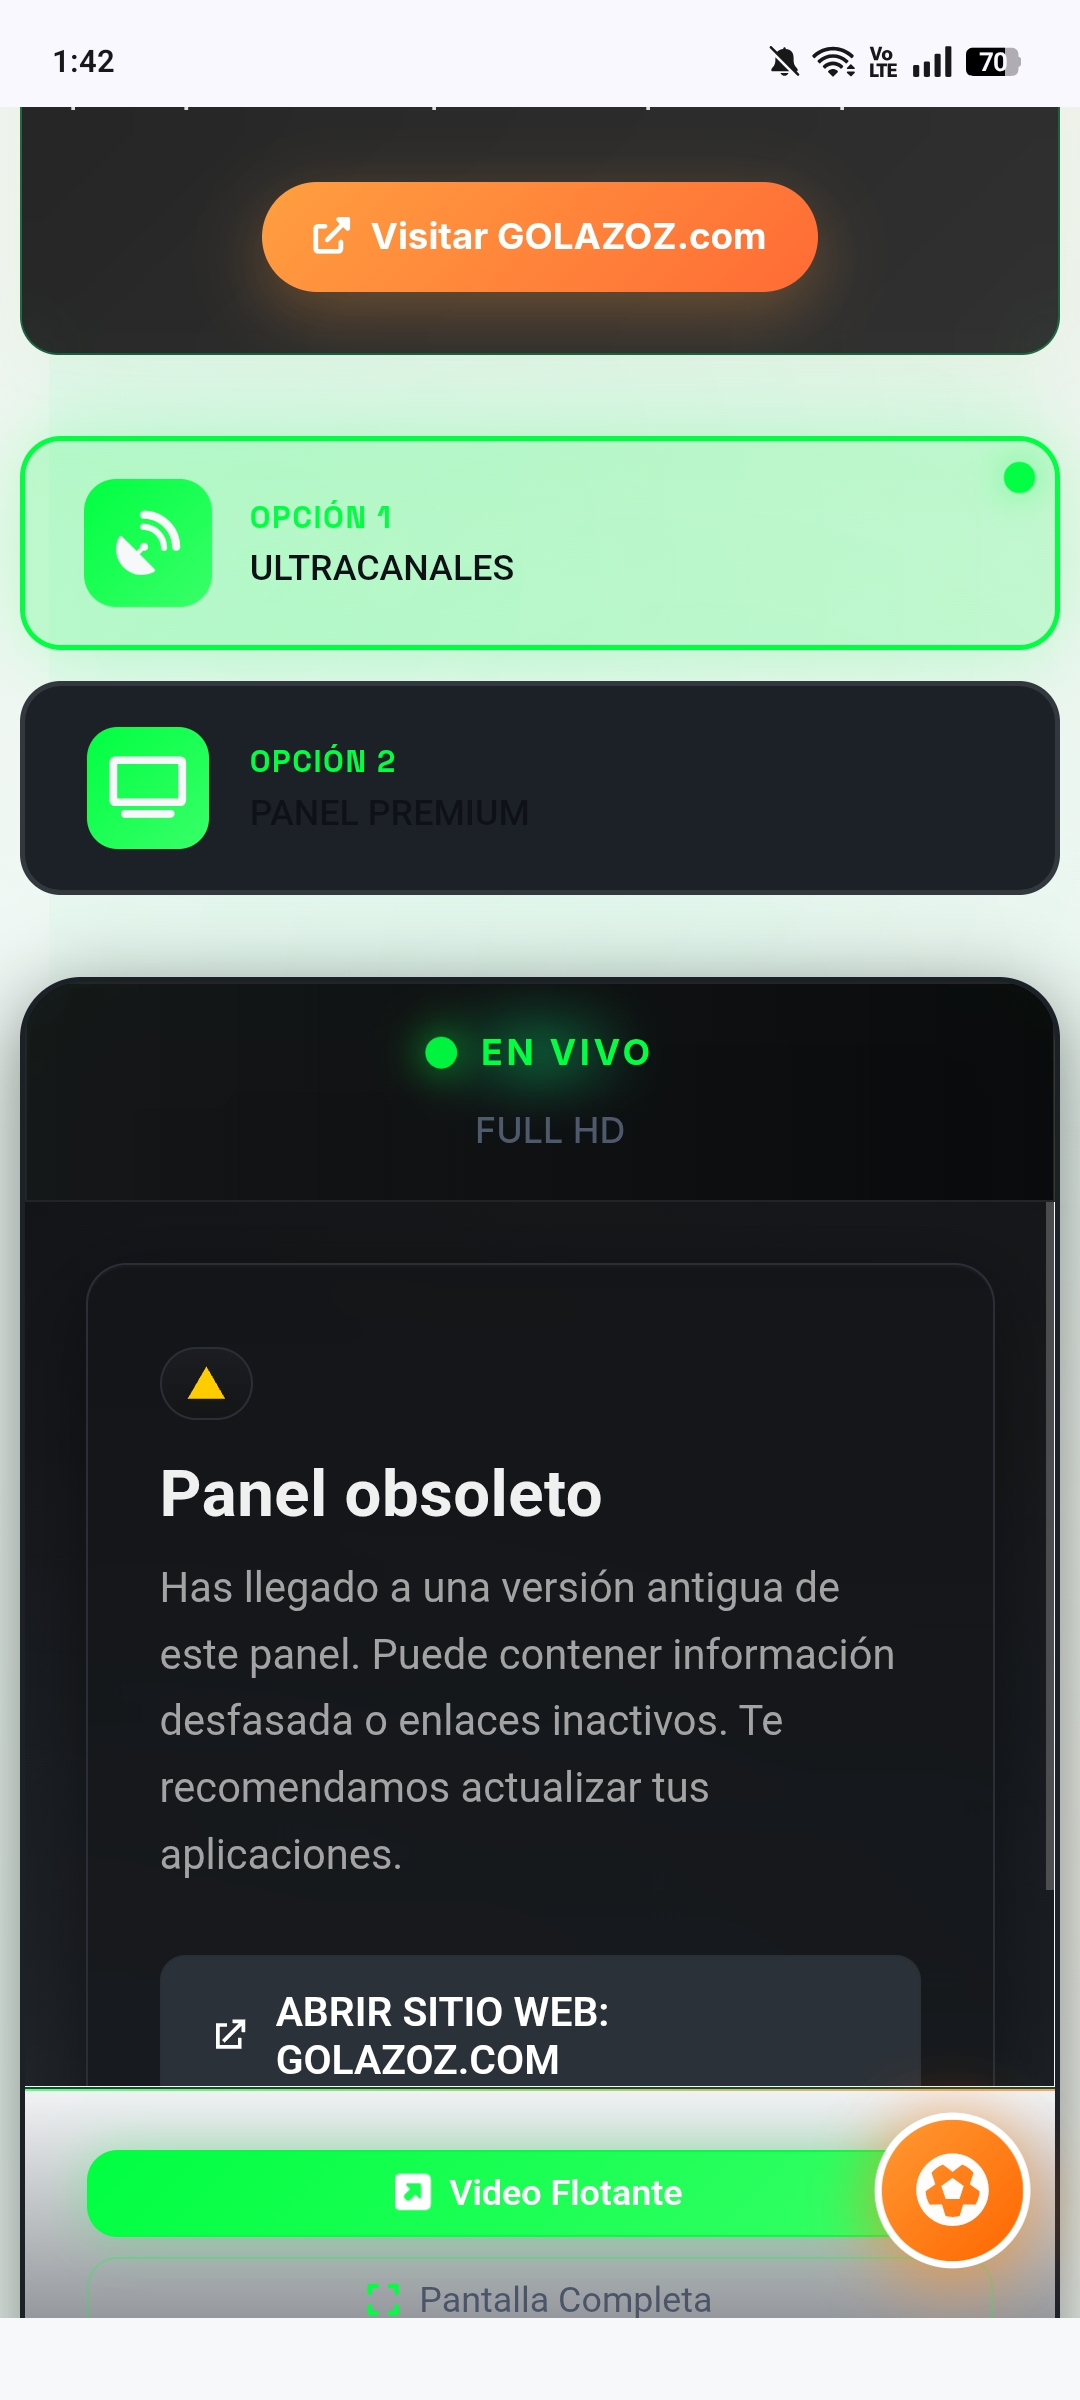 1:42
Vo
LTE
70
Visitar GOLAZOZ.com
OPCIÓN 1
ULTRACANALES
OPCIÓN 2
PANEL PREMIUM
EN VIVO
FULL HD
Panel obsoleto
Has llegado a una versión antigua de
este panel. Puede contener información
desfasada o enlaces inactivos. Te
recomendamos actualizar tus
aplicaciones.
ABRIR SITIO WEB:
GOLAZOZ.COM
Video Flotante
Pantalla Completa